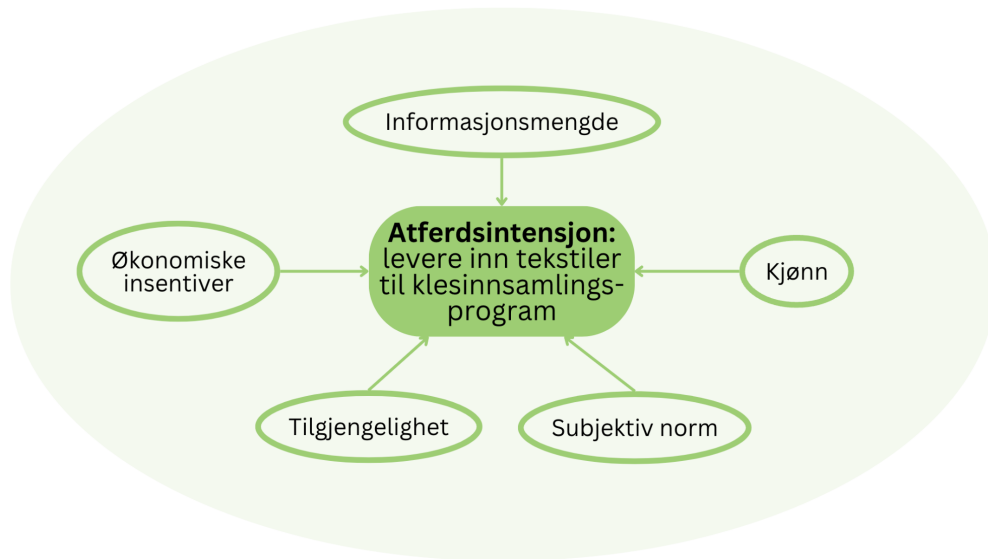 Informasjonsmengde
Atferdsintensjon:
levere inn tekstiler
til klesinnsamlings-
program
Økonomiske
insentiver
Kjønn
Tilgjengelighet
Subjektiv norm